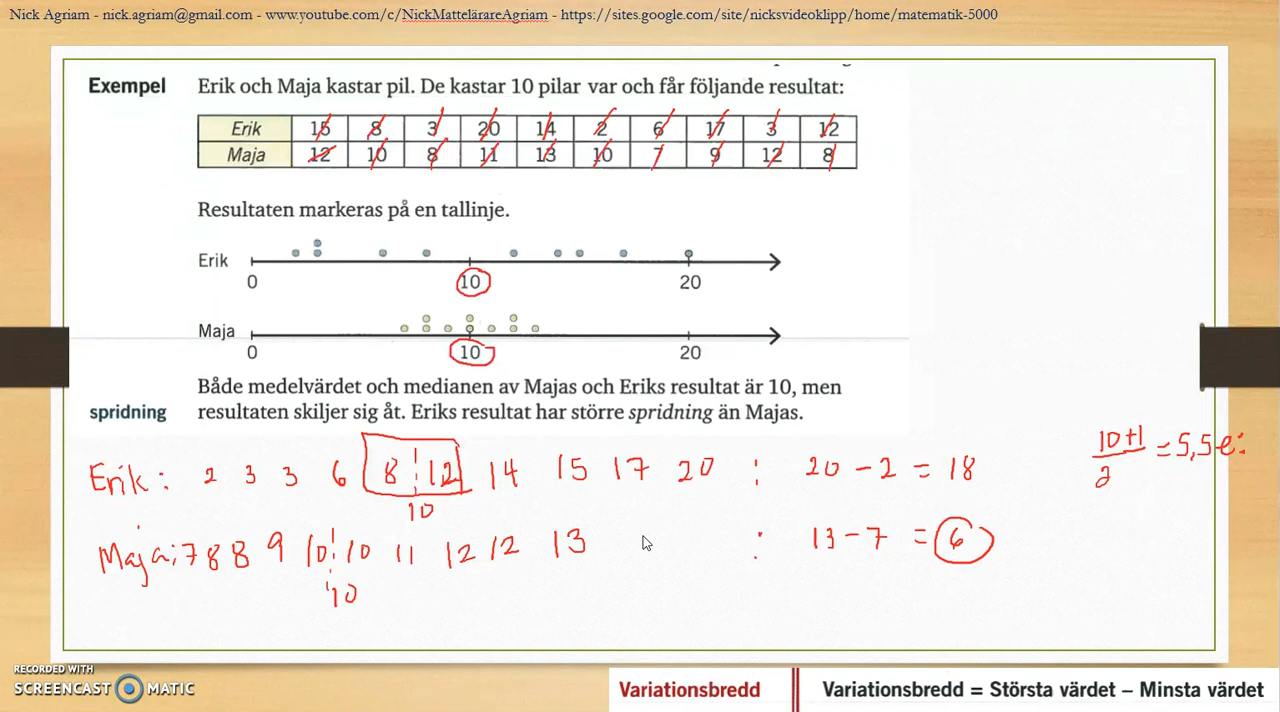 Nick Agriam - nick.agriam@gmail.com - www.youtube.com/c/NickMattelärareAgriam - https://sites.google.com/site/nicksvideoklipp/home/matematik-5000
Exempel Erik och Maja kastar pil. De kastar 10 pilar var och får följande resultat:
Erik 15 8 3 20 14 2 6 17 3 12
Maja 12 10 8 11 13 10 7 9 12 8
Resultaten markeras på en tallinje.
Erik
0 10 20
Maja
0 10 20
Både medelvärdet och medianen av Majas och Eriks resultat är 10, men
spridning resultaten skiljer sig åt. Eriks resultat har större spridning än Majas.
10+1
2
= 5,5 e:
Erik: 2 3 3 6 8 12 14 15 17 20 : 20 - 2 = 18
10
Maja: 7 8 8 9 10 10 11 12 12 13 : 13 - 7 = 6
10
RECORDED WITH
SCREENCAST MATIC
Variationsbredd Variationsbredd = Största värdet – Minsta värdet